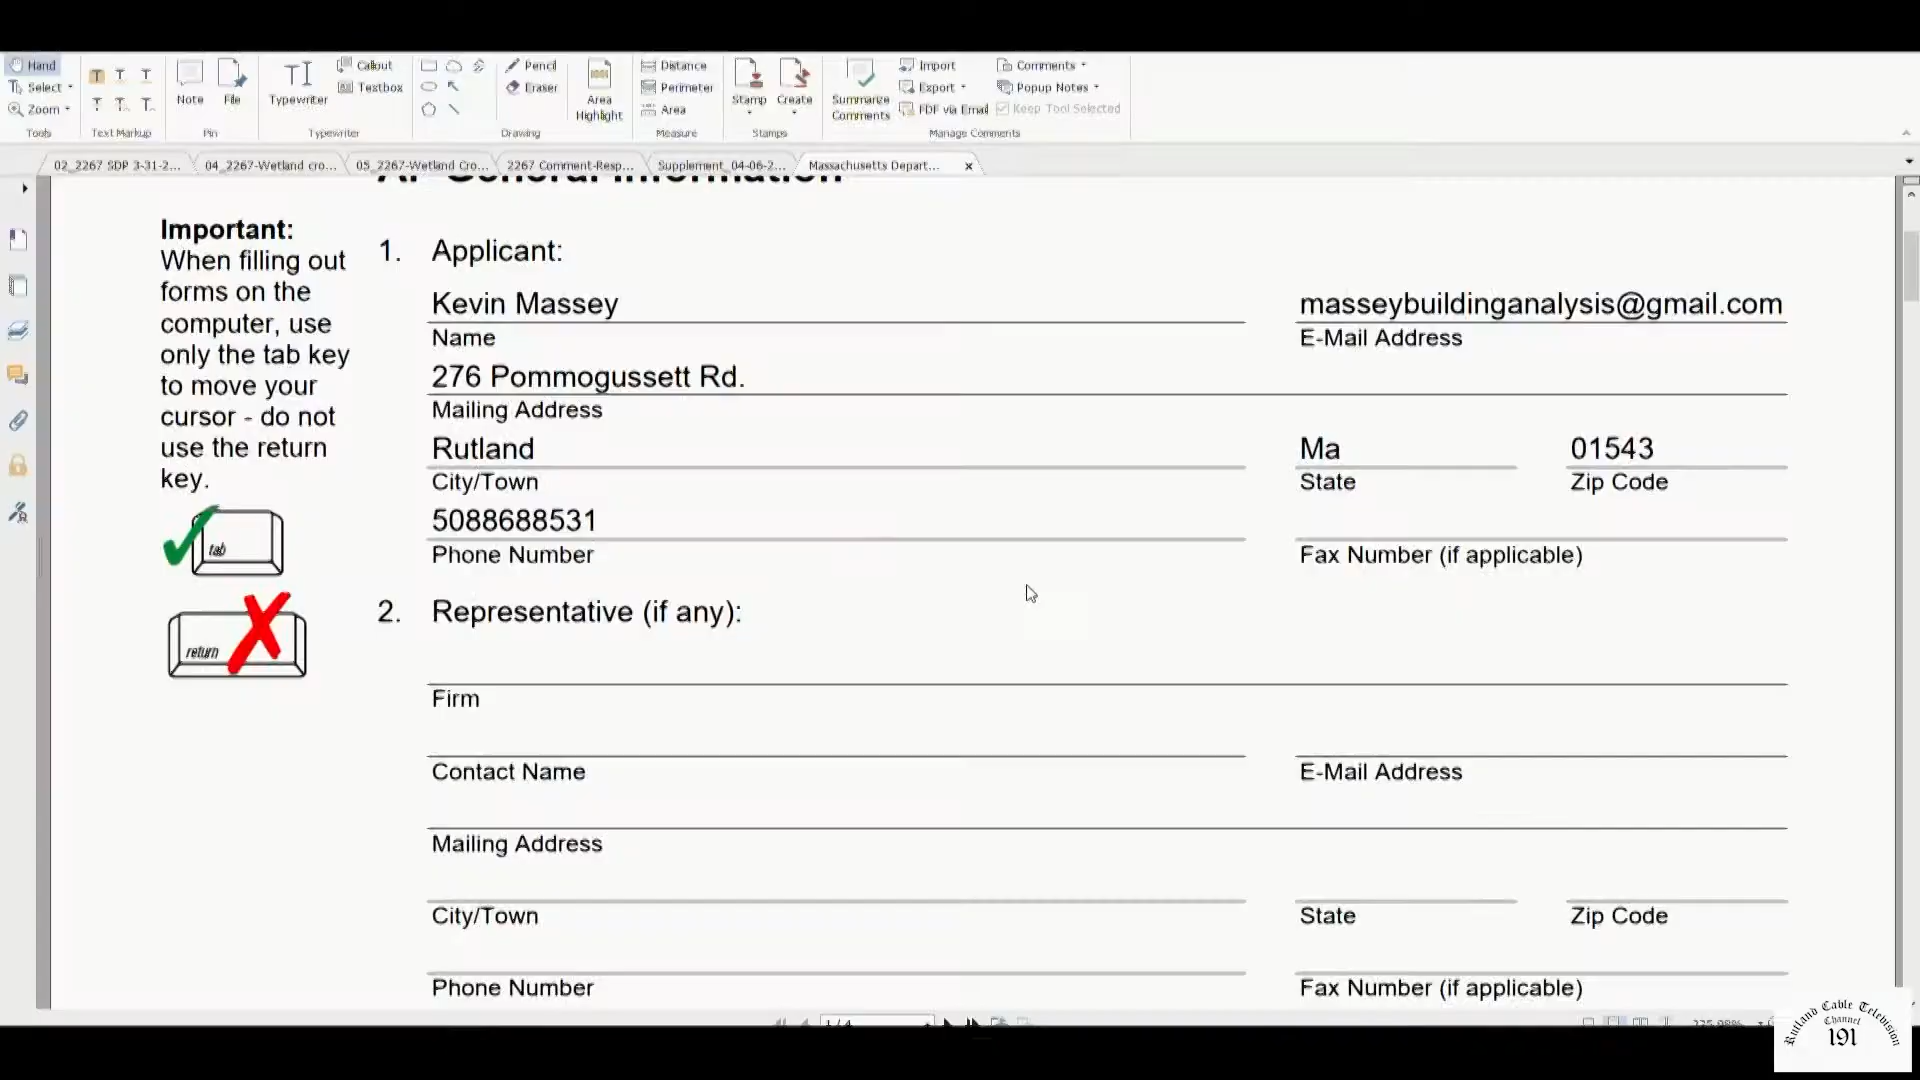 Hand
Select
Zoom
Tools
Text Markup
Note
File
Pin
Typewriter
Callout
Textbox
Typewriter
Pencil
Eraser
Area Highlight
Drawing
Distance
Perimeter
Area
Measure
Stamp
Create
Stamps
Summarize Comments
Import
Export
FDF via Email
Comments
Popup Notes
Keep Tool Selected
Manage Comments
02_2267 SDP 3-31-2...
04_2267-Wetland cro...
05_2267-Wetland Cro...
2267 Comment-Resp...
Supplement_04-06-2...
Massachusetts Depart...
A. General Information
Important:
When filling out
forms on the
computer, use
only the tab key
to move your
cursor - do not
use the return
key.
tab
return
1. Applicant:
Kevin Massey masseybuildinganalysis@gmail.com
Name E-Mail Address
276 Pommogussett Rd.
Mailing Address
Rutland Ma 01543
City/Town State Zip Code
5088688531
Phone Number Fax Number (if applicable)
2. Representative (if any):
Firm
Contact Name E-Mail Address
Mailing Address
City/Town State Zip Code
Phone Number Fax Number (if applicable)
1 / 4
Rutland Cable Television
Channel
191